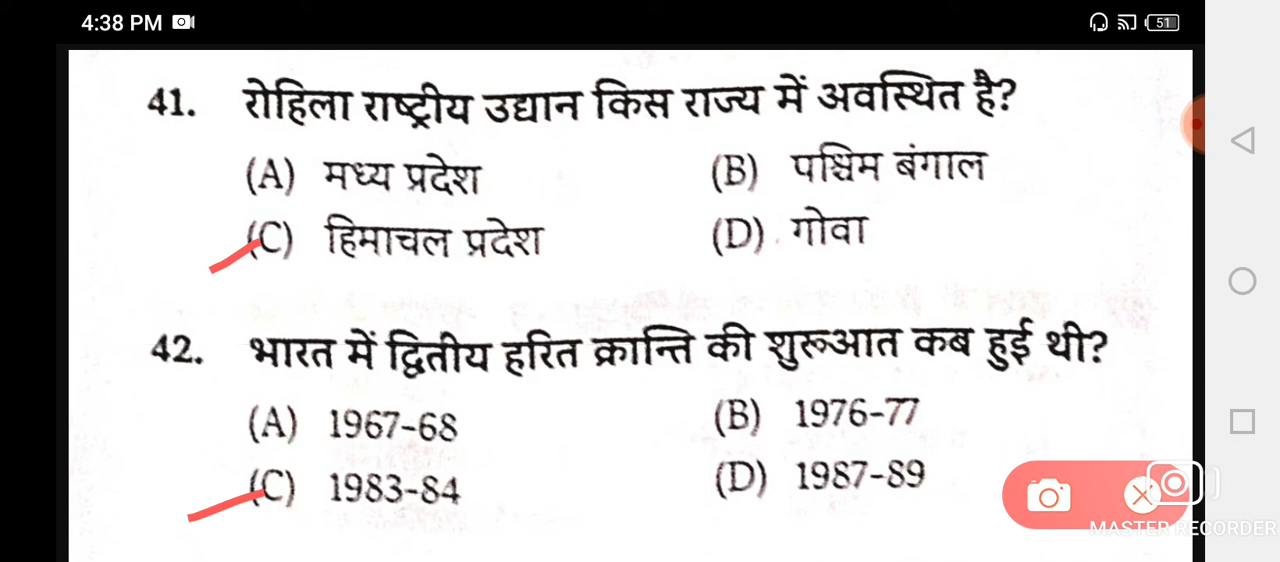 4:38 PM
51
41. रोहिला राष्ट्रीय उद्यान किस राज्य में अवस्थित है?
(A) मध्य प्रदेश (B) पश्चिम बंगाल
(C) हिमाचल प्रदेश (D) गोवा
42. भारत में द्वितीय हरित क्रान्ति की शुरूआत कब हुई थी?
(A) 1967-68 (B) 1976-77
(C) 1983-84 (D) 1987-89
MASTER RECORDER